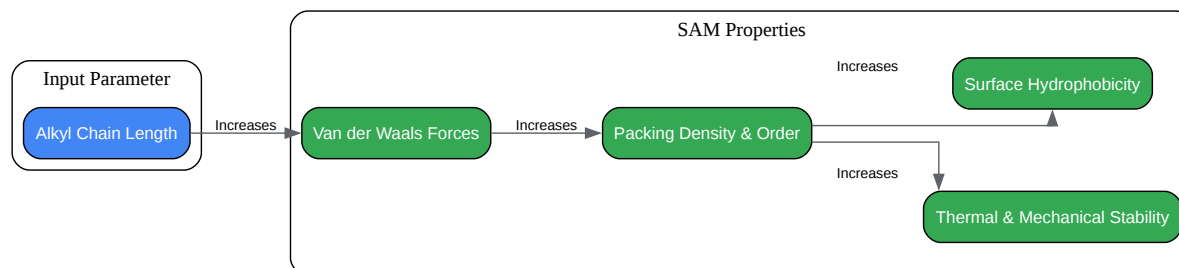 SAM Properties
Input Parameter
Alkyl Chain Length
Increases
Van der Waals Forces
Increases
Packing Density & Order
Increases
Surface Hydrophobicity
Increases
Thermal & Mechanical Stability